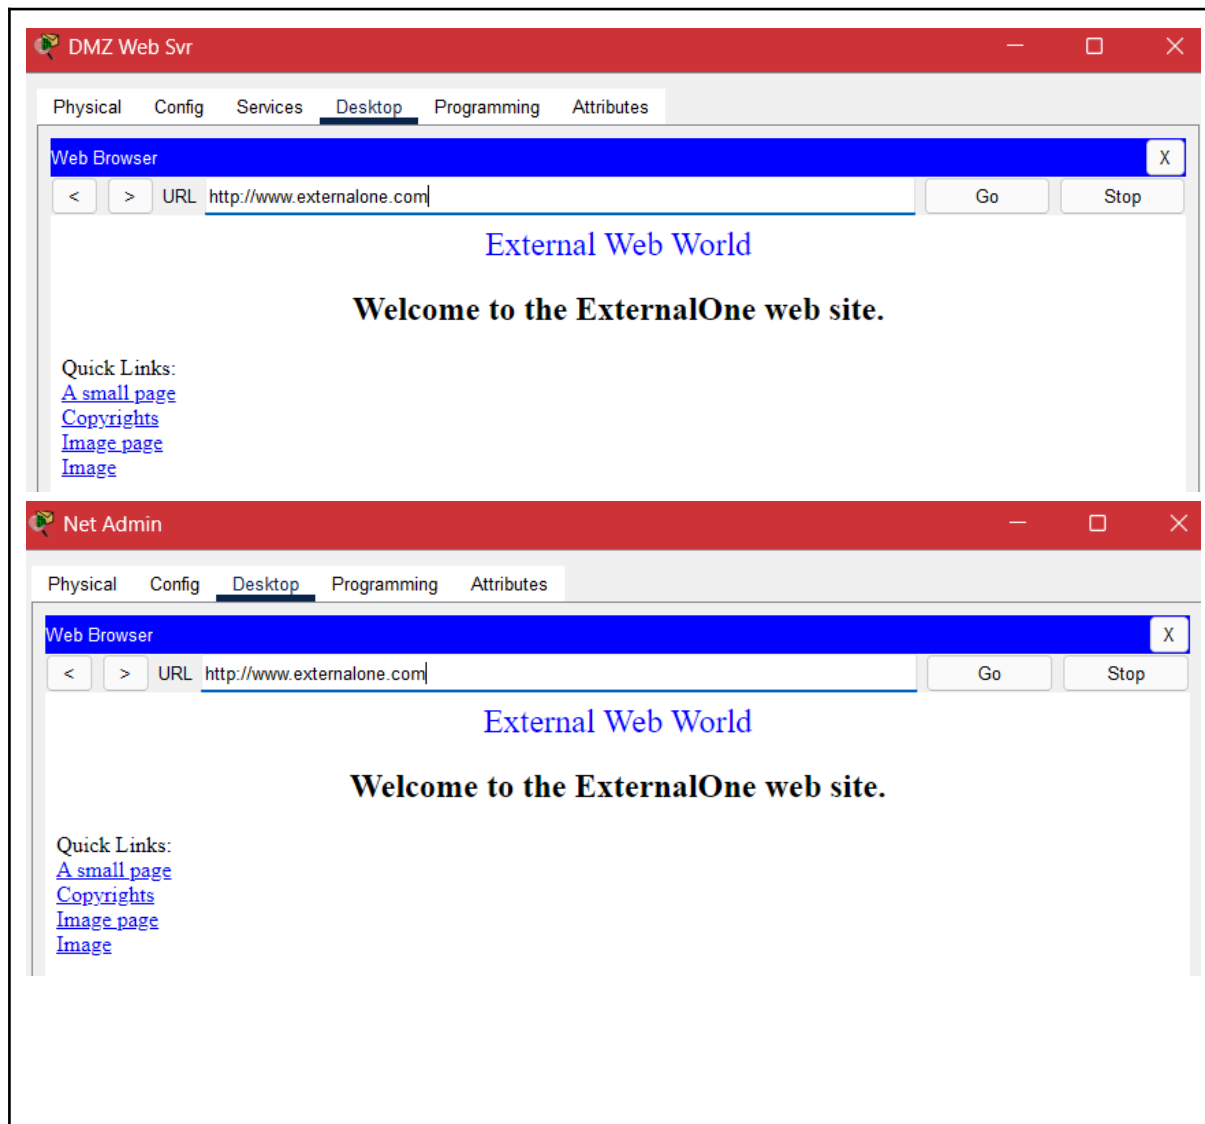 DMZ Web Svr
Physical Config Services Desktop Programming Attributes
Web Browser X
< > URL http://www.externalone.com Go Stop
External Web World
Welcome to the ExternalOne web site.
Quick Links:
A small page
Copyrights
Image page
Image
Net Admin
Physical Config Desktop Programming Attributes
Web Browser X
< > URL http://www.externalone.com Go Stop
External Web World
Welcome to the ExternalOne web site.
Quick Links:
A small page
Copyrights
Image page
Image